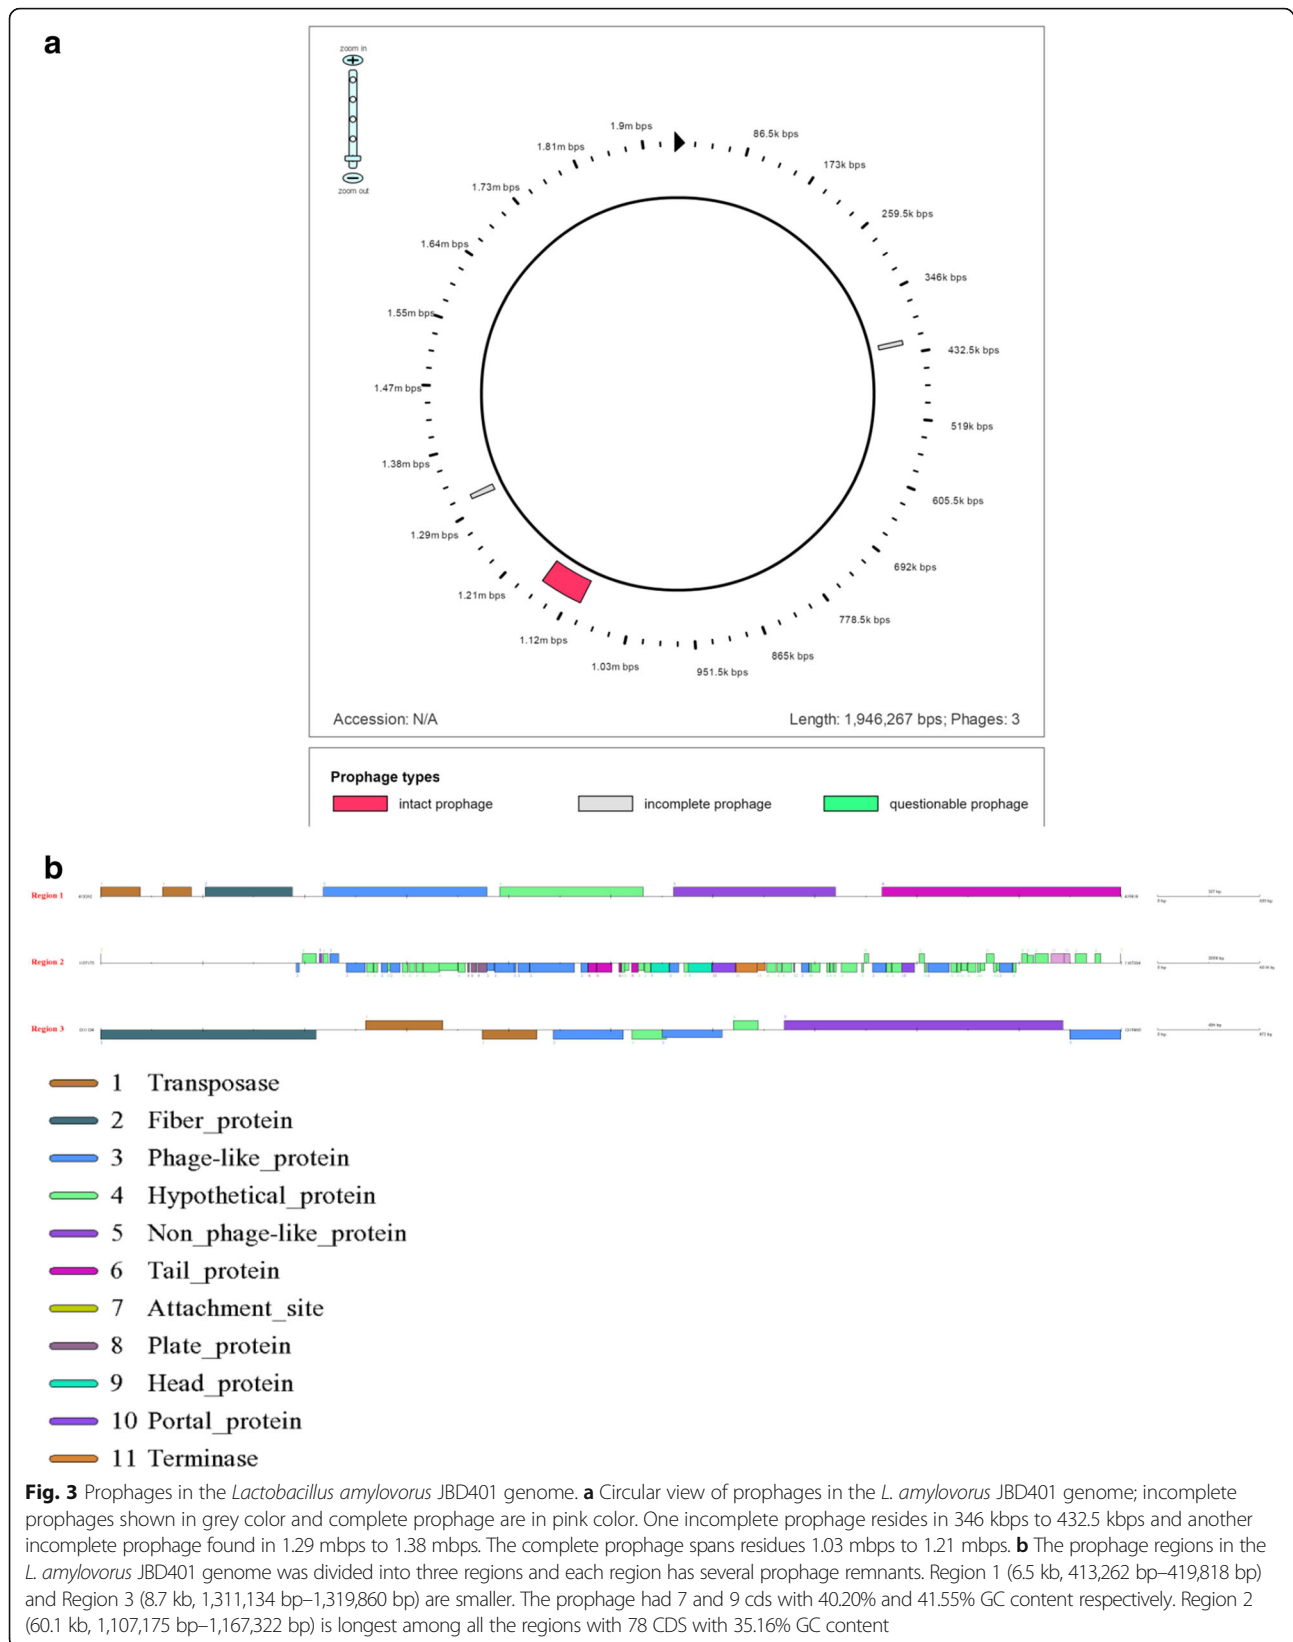 a
zoom in
zoom out
1.9m bps
86.5k bps
1.81m bps
173k bps
1.73m bps
259.5k bps
1.64m bps
346k bps
1.55m bps
432.5k bps
1.47m bps
519k bps
1.38m bps
605.5k bps
1.29m bps
692k bps
1.21m bps
778.5k bps
1.12m bps
865k bps
1.03m bps
951.5k bps
Accession: N/A
Length: 1,946,267 bps; Phages: 3
Prophage types
intact prophage
incomplete prophage
questionable prophage
b
Region 1
Region 2
Region 3
1 Transposase
2 Fiber_protein
3 Phage-like_protein
4 Hypothetical_protein
5 Non_phage-like_protein
6 Tail_protein
7 Attachment_site
8 Plate_protein
9 Head_protein
10 Portal_protein
11 Terminase
Fig. 3 Prophages in the Lactobacillus amylovorus JBD401 genome. a Circular view of prophages in the L. amylovorus JBD401 genome; incomplete
prophages shown in grey color and complete prophage are in pink color. One incomplete prophage resides in 346 kbps to 432.5 kbps and another
incomplete prophage found in 1.29 mbps to 1.38 mbps. The complete prophage spans residues 1.03 mbps to 1.21 mbps. b The prophage regions in the
L. amylovorus JBD401 genome was divided into three regions and each region has several prophage remnants. Region 1 (6.5 kb, 413,262 bp–419,818 bp)
and Region 3 (8.7 kb, 1,311,134 bp–1,319,860 bp) are smaller. The prophage had 7 and 9 cds with 40.20% and 41.55% GC content respectively. Region 2
(60.1 kb, 1,107,175 bp–1,167,322 bp) is longest among all the regions with 78 CDS with 35.16% GC content